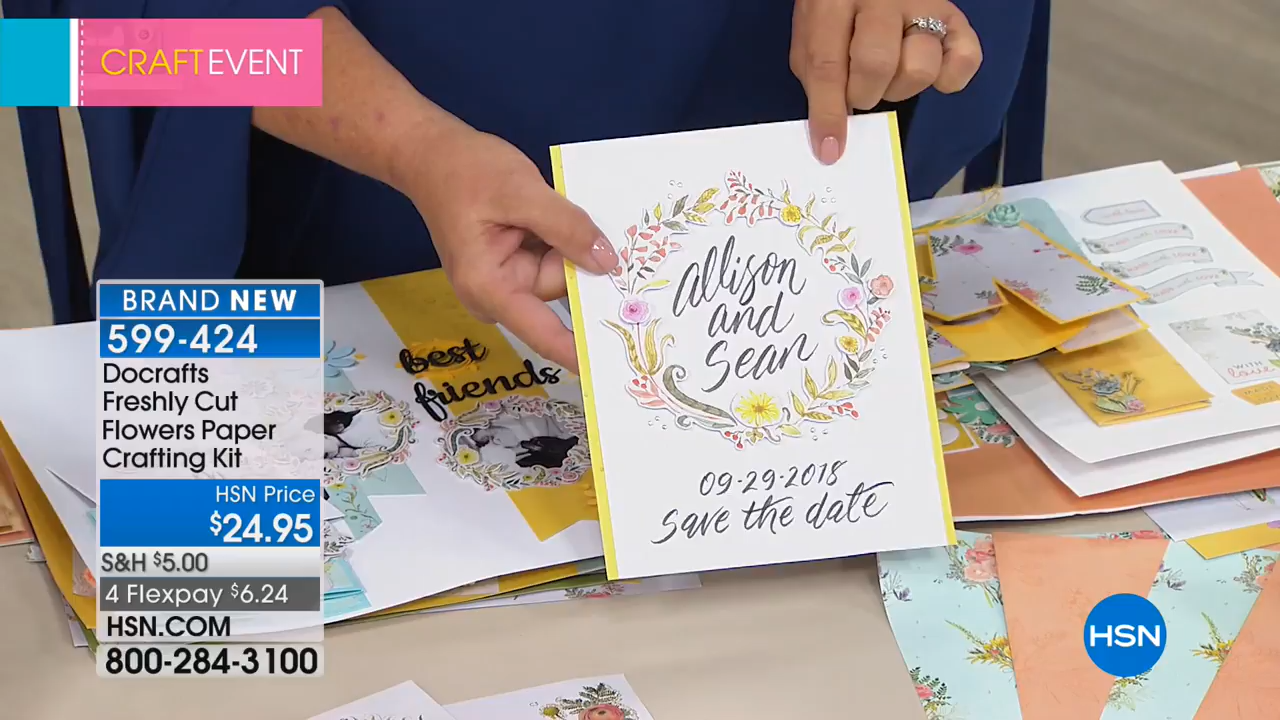 CRAFT EVENT
BRAND NEW
599-424
Docrafts
Freshly Cut
Flowers Paper
Crafting Kit
HSN Price
$24.95
S&H $5.00
4 Flexpay $6.24
HSN.COM
800-284-3100
best
friends
allison
and
Sean
09-29-2018
save the date
WITH
love
HSN